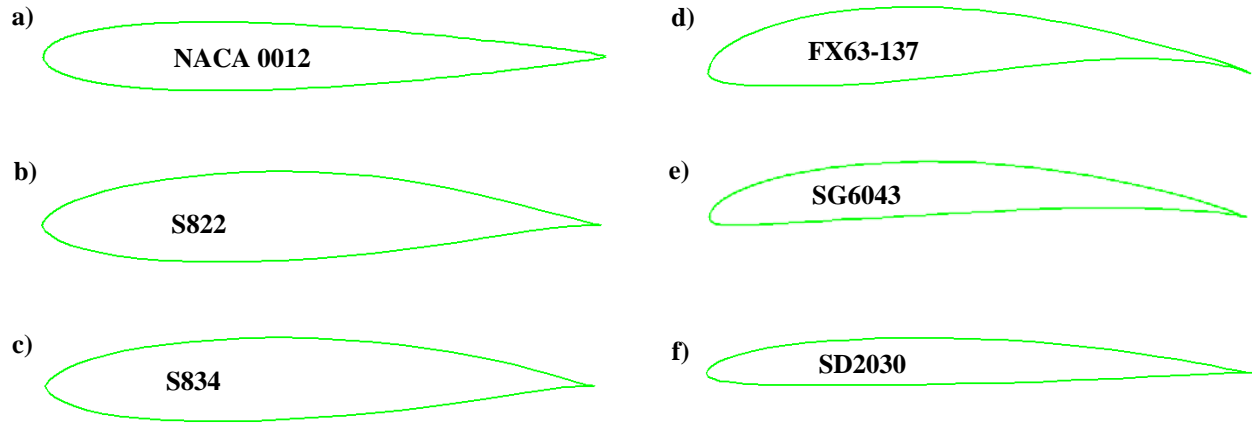 a)
NACA 0012
b)
S822
c)
S834
d)
FX63-137
e)
SG6043
f)
SD2030